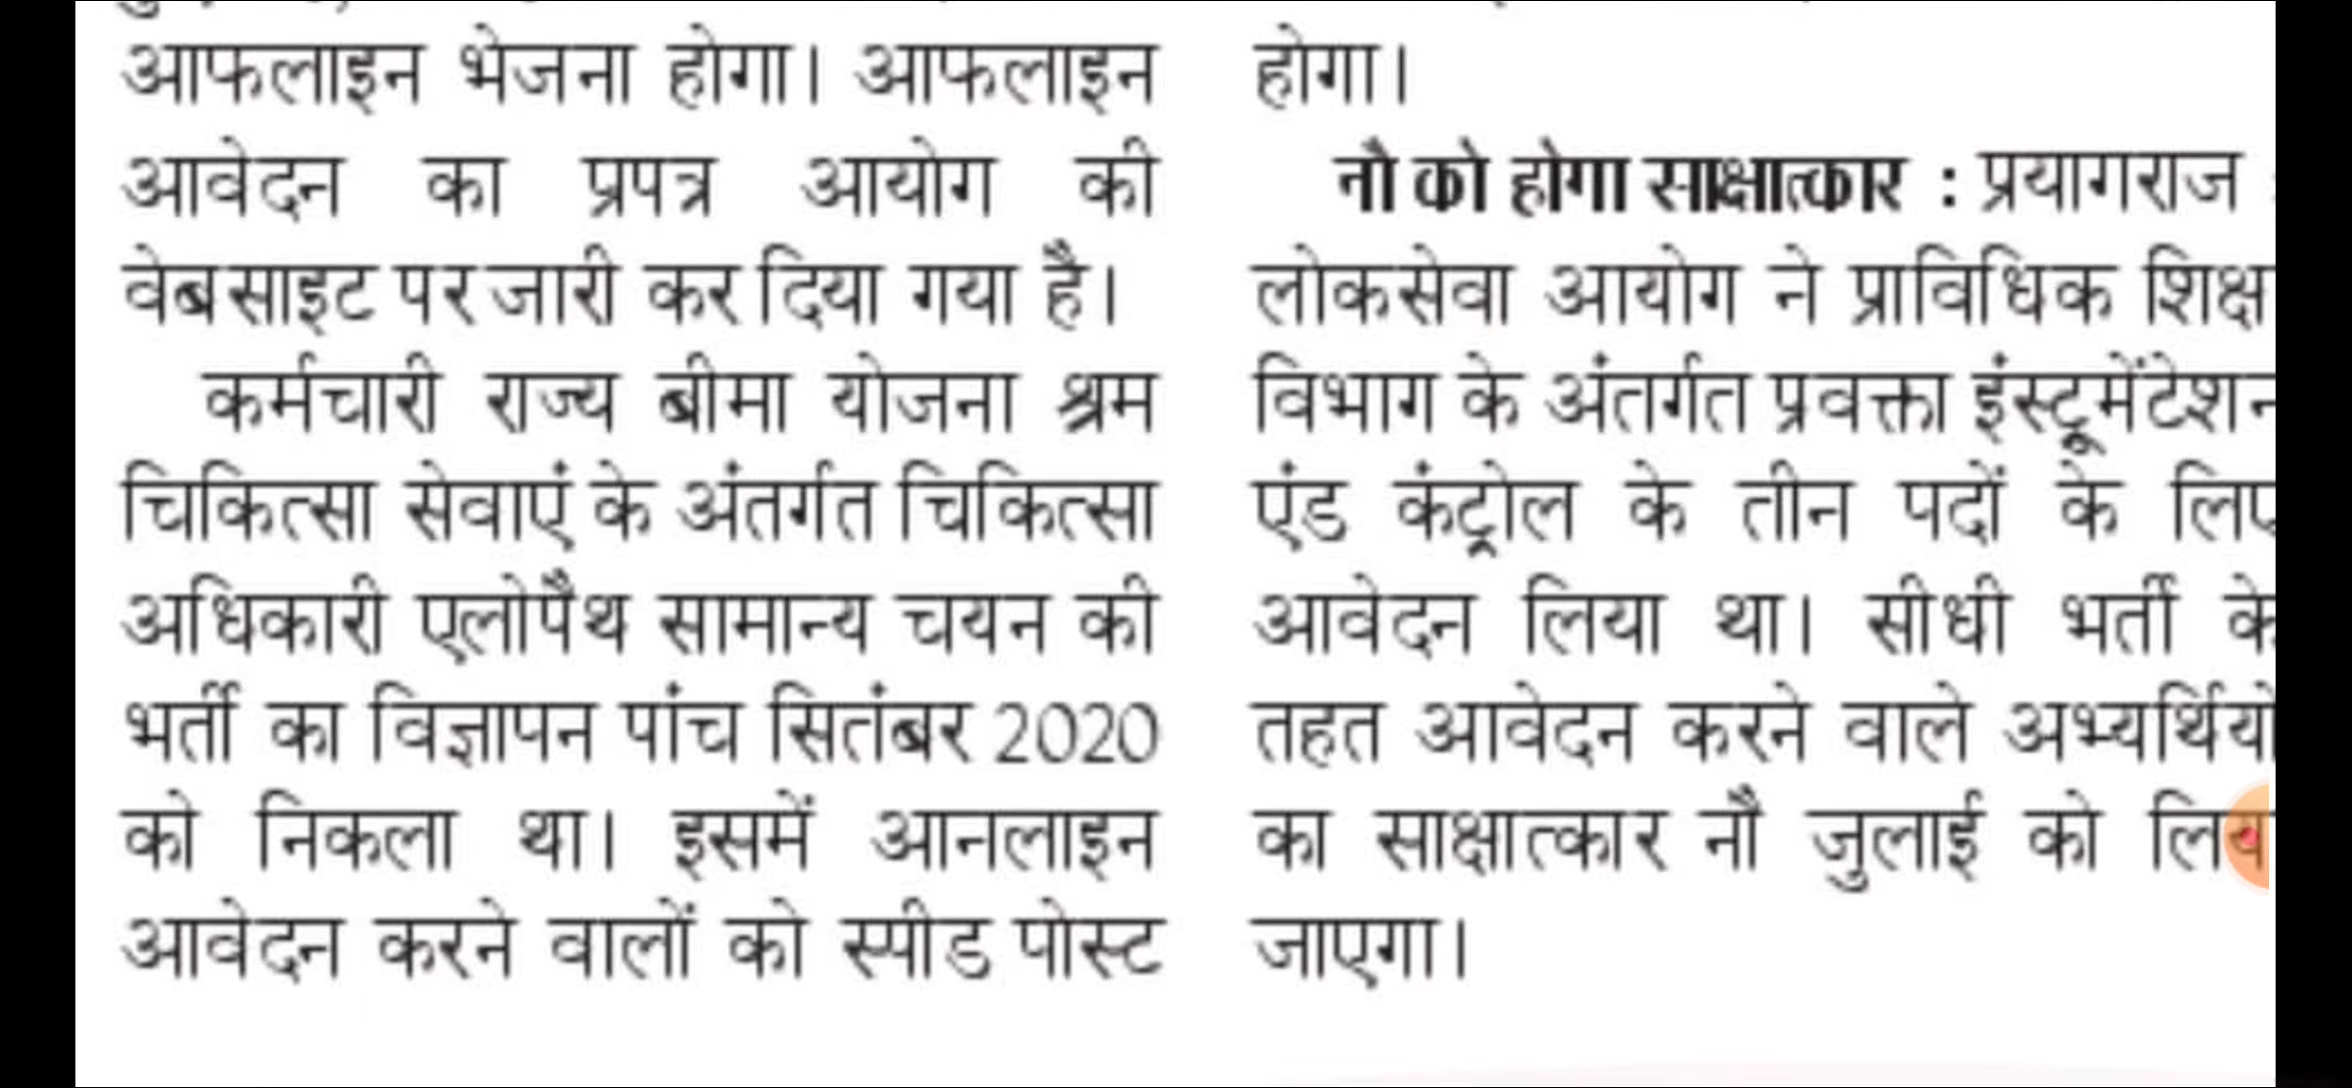 आफलाइन भेजना होगा। आफलाइन
आवेदन का प्रपत्र आयोग की
वेबसाइट पर जारी कर दिया गया है।
कर्मचारी राज्य बीमा योजना श्रम
चिकित्सा सेवाएं के अंतर्गत चिकित्सा
अधिकारी एलोपैथ सामान्य चयन की
भर्ती का विज्ञापन पांच सितंबर 2020
को निकला था। इसमें आनलाइन
आवेदन करने वालों को स्पीड पोस्ट
होगा।
नौ को होगा साक्षात्कार : प्रयागराज :
लोकसेवा आयोग ने प्राविधिक
विभाग के अंतर्गत प्रवक्ता इंस्ट्रूमेंटेशन
एंड कंट्रोल के तीन पदों के लिए
आवेदन लिया था। सीधी भर्ती के
तहत आवेदन करने वाले
का साक्षात्कार नौ जुलाई को
जाएगा।